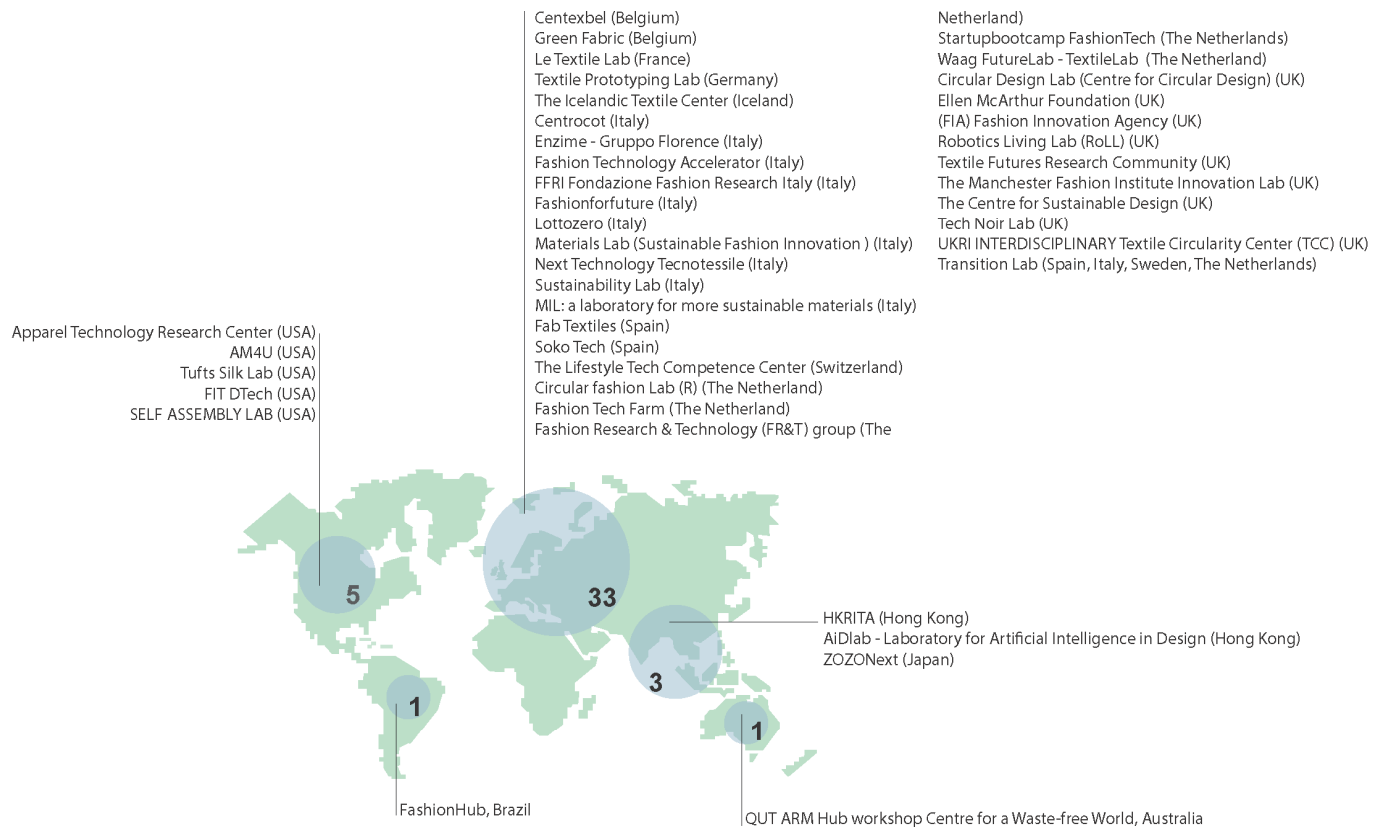 Centexbel (Belgium)
Green Fabric (Belgium)
Le Textile Lab (France)
Textile Prototyping Lab (Germany)
The Icelandic Textile Center (Iceland)
Centrocot (Italy)
Enzime - Gruppo Florence (Italy)
Fashion Technology Accelerator (Italy)
FFRI Fondazione Fashion Research Italy (Italy)
Fashionforfuture (Italy)
Lottozero (Italy)
Materials Lab (Sustainable Fashion Innovation ) (Italy)
Next Technology Tecnotessile (Italy)
Sustainability Lab (Italy)
MIL: a laboratory for more sustainable materials (Italy)
Fab Textiles (Spain)
Soko Tech (Spain)
The Lifestyle Tech Competence Center (Switzerland)
Circular fashion Lab (R) (The Netherland)
Fashion Tech Farm (The Netherland)
Fashion Research & Technology (FR&T) group (The
Netherland)
Startupbootcamp FashionTech (The Netherlands)
Waag FutureLab - TextileLab (The Netherland)
Circular Design Lab (Centre for Circular Design) (UK)
Ellen McArthur Foundation (UK)
(FIA) Fashion Innovation Agency (UK)
Robotics Living Lab (RoLL) (UK)
Textile Futures Research Community (UK)
The Manchester Fashion Institute Innovation Lab (UK)
The Centre for Sustainable Design (UK)
Tech Noir Lab (UK)
UKRI INTERDISCIPLINARY Textile Circularity Center (TCC) (UK)
Transition Lab (Spain, Italy, Sweden, The Netherlands)
Apparel Technology Research Center (USA)
AM4U (USA)
Tufts Silk Lab (USA)
FIT DTech (USA)
SELF ASSEMBLY LAB (USA)
5
33
HKRITA (Hong Kong)
AiDlab - Laboratory for Artificial Intelligence in Design (Hong Kong)
ZOZONext (Japan)
3
1
1
FashionHub, Brazil
QUT ARM Hub workshop Centre for a Waste-free World, Australia